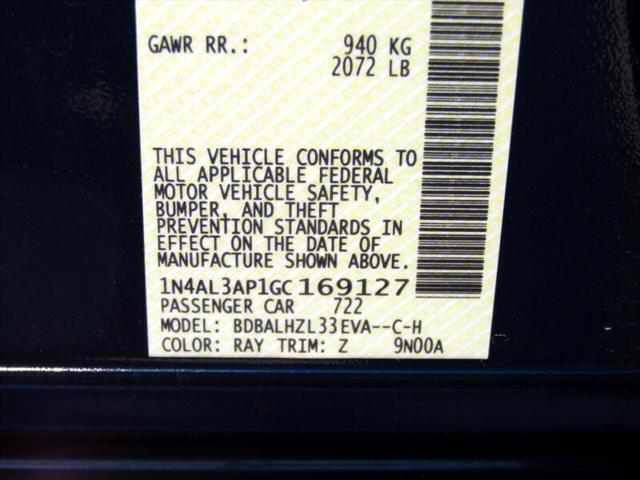 GAWR RR.: 940 KG
2072 LB
THIS VEHICLE CONFORMS TO
ALL APPLICABLE FEDERAL
MOTOR VEHICLE SAFETY,
BUMPER, AND THEFT
PREVENTION STANDARDS IN
EFFECT ON THE DATE OF
MANUFACTURE SHOWN ABOVE.
1N4AL3AP1GC169127
PASSENGER CAR 722
MODEL: BDBALHZL33EVA--C-H
COLOR: RAY TRIM: Z 9N00A